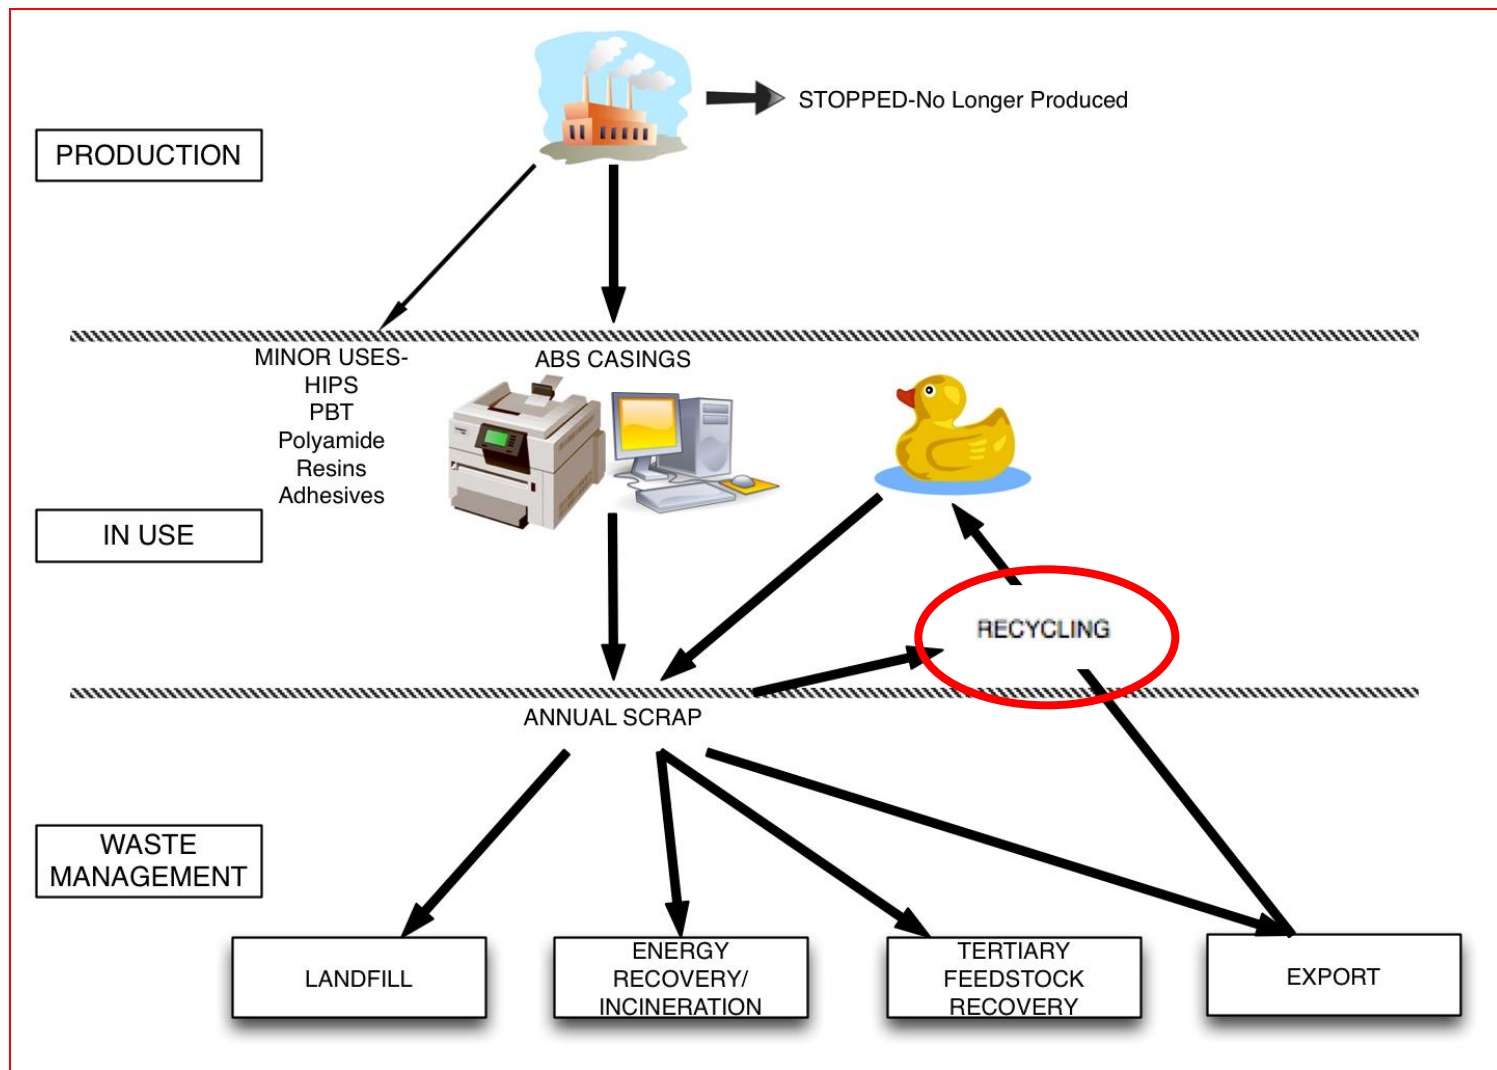 STOPPED-No Longer Produced
PRODUCTION
MINOR USES-
HIPS
PBT
Polyamide
Resins
Adhesives
ABS CASINGS
IN USE
RECYCLING
ANNUAL SCRAP
WASTE
MANAGEMENT
LANDFILL
ENERGY
RECOVERY/
INCINERATION
TERTIARY
FEEDSTOCK
RECOVERY
EXPORT